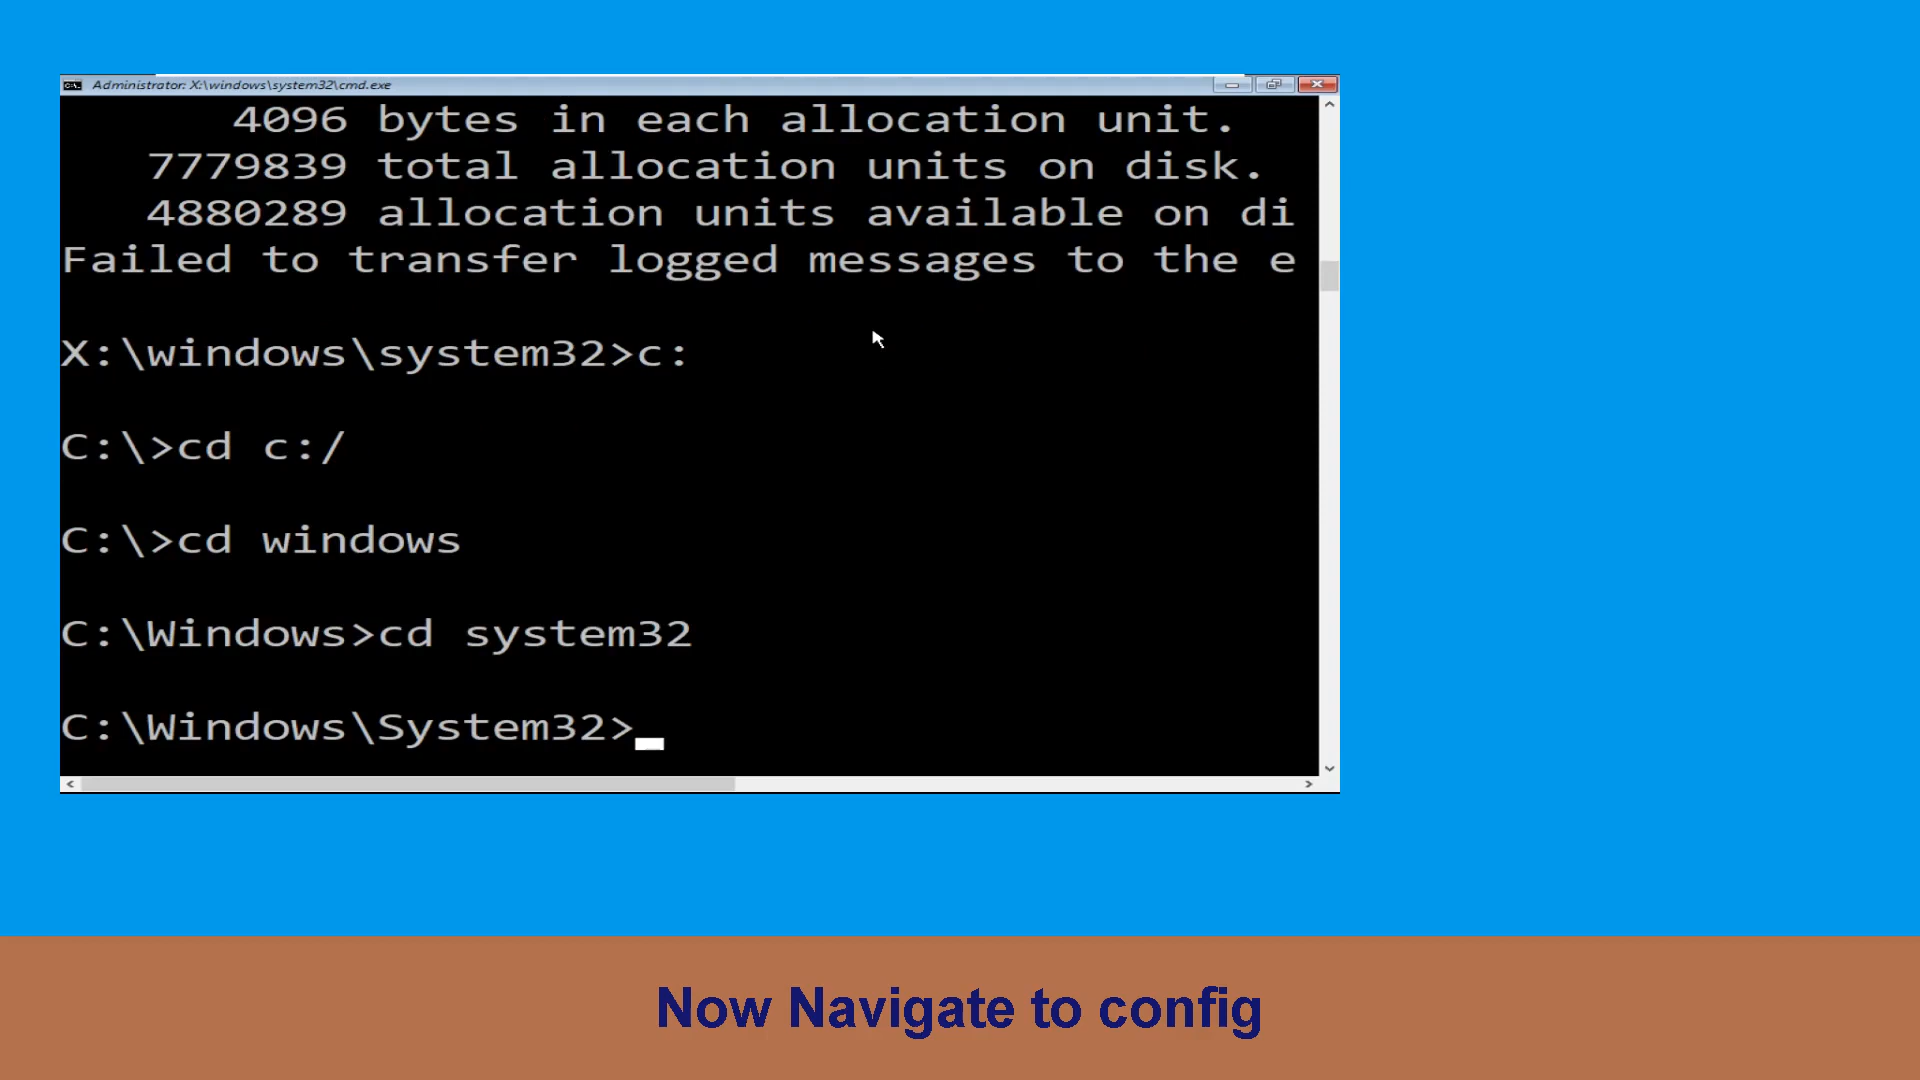 Administrator: X:\windows\system32\cmd.exe
4096 bytes in each allocation unit.
7779839 total allocation units on disk.
4880289 allocation units available on di
Failed to transfer logged messages to the e
X:\windows\system32>c:
C:\>cd c:/
C:\>cd windows
C:\Windows>cd system32
C:\Windows\System32>
Now Navigate to config